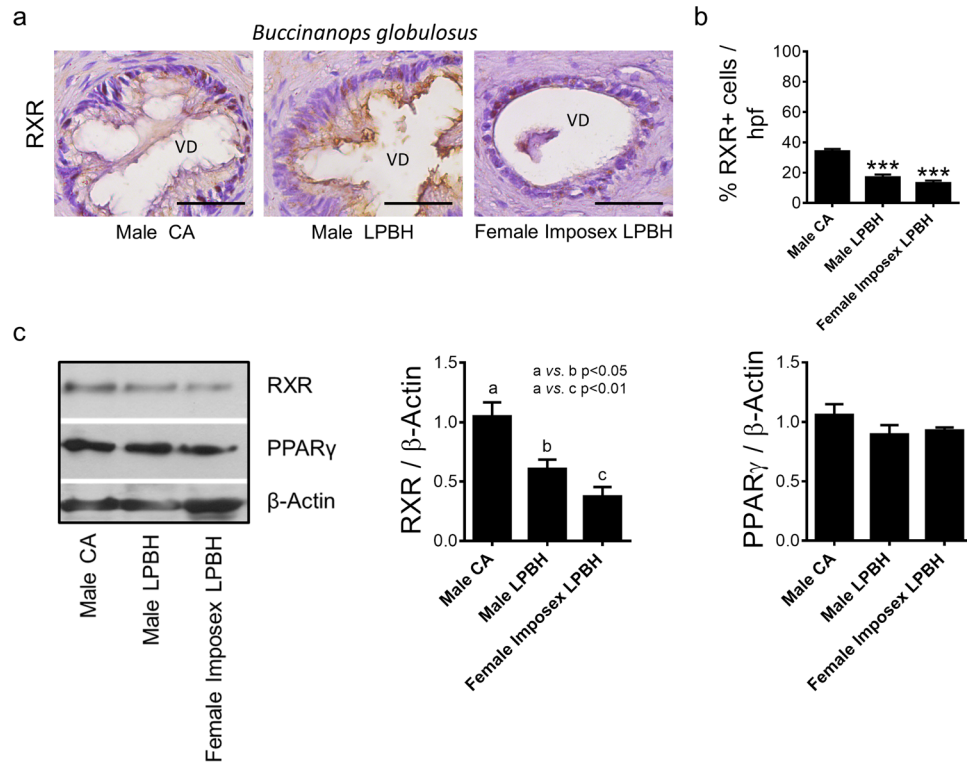 a
Buccinanops globulosus
RXR
VD
VD
VD
Male CA
Male LPBH
Female Imposex LPBH
b
% RXR+ cells /
hpf
100
80
60
40
20
0
***
***
Male CA
Male LPBH
Female Imposex LPBH
c
RXR
PPARγ
β-Actin
Male CA
Male LPBH
Female Imposex LPBH
RXR / β-Actin
1.5
1.0
0.5
0.0
a vs. b p<0.05
a vs. c p<0.01
a
b
c
Male CA
Male LPBH
Female Imposex LPBH
PPARγ / β-Actin
1.5
1.0
0.5
0.0
Male CA
Male LPBH
Female Imposex LPBH